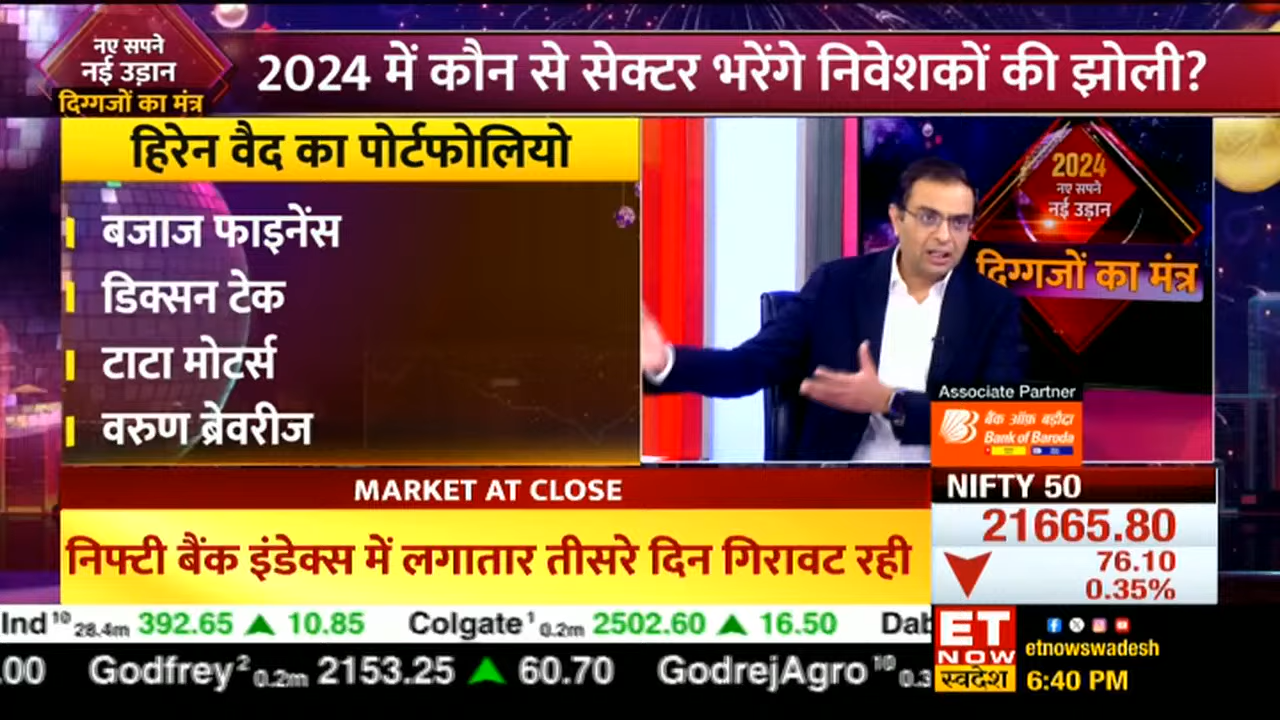 नए सपने
नई उड़ान
दिग्गजों का मंत्र
2024 में कौन से सेक्टर भरेंगे निवेशकों की झोली?
हिरेन वैद का पोर्टफोलियो
बजाज फाइनेंस
डिक्सन टेक
टाटा मोटर्स
वरुण ब्रेवरीज
2024
नए सपने
नई उड़ान
दिग्गजों का मंत्र
Associate Partner
बैंक ऑफ़ बड़ौदा
Bank of Baroda
MARKET AT CLOSE
निफ्टी बैंक इंडेक्स में लगातार तीसरे दिन गिरावट रही
NIFTY 50
21665.80
76.10
0.35%
Ind 10 28.4m 392.65 ▲ 10.85 Colgate 1 0.2m 2502.60 ▲ 16.50 Dab
.00 Godfrey 2 0.2m 2153.25 ▲ 60.70 GodrejAgro 10 0.3
ET
NOW
स्वदेश
etnowswadesh
6:40 PM